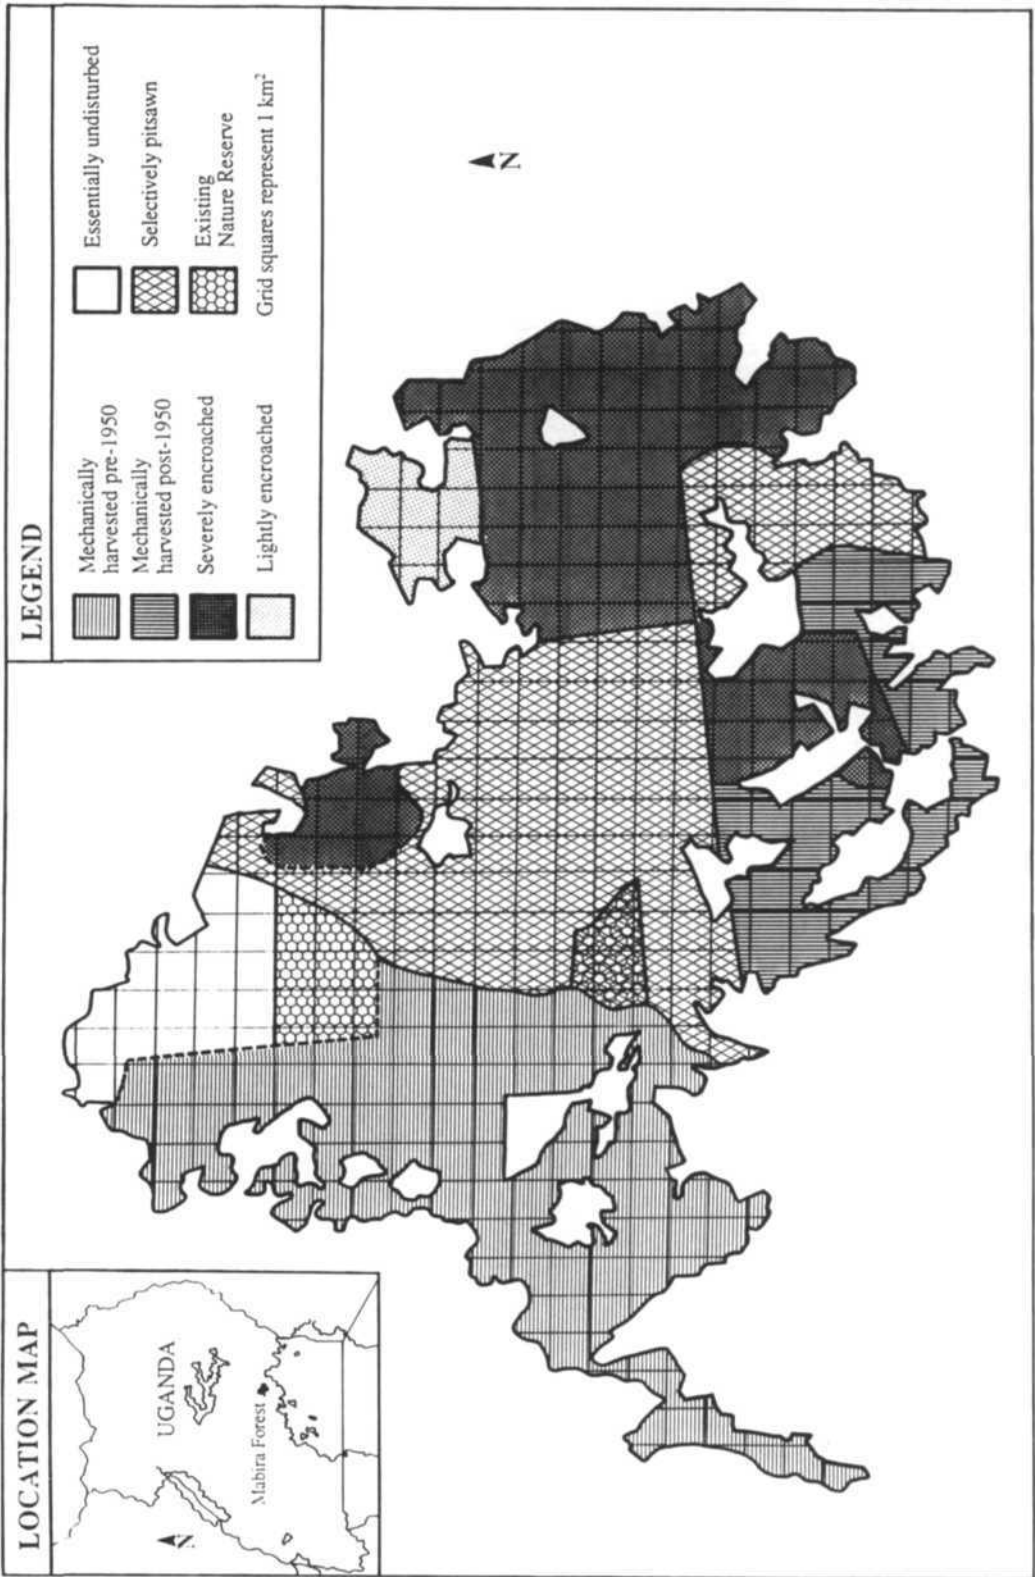 LOCATION MAP
UGANDA
Mabira Forest
N
LEGEND
Mechanically
harvested pre-1950
Mechanically
harvested post-1950
Severely encroached
Lightly encroached
Essentially undisturbed
Selectively pitsawn
Existing
Nature Reserve
Grid squares represent 1 km²
N